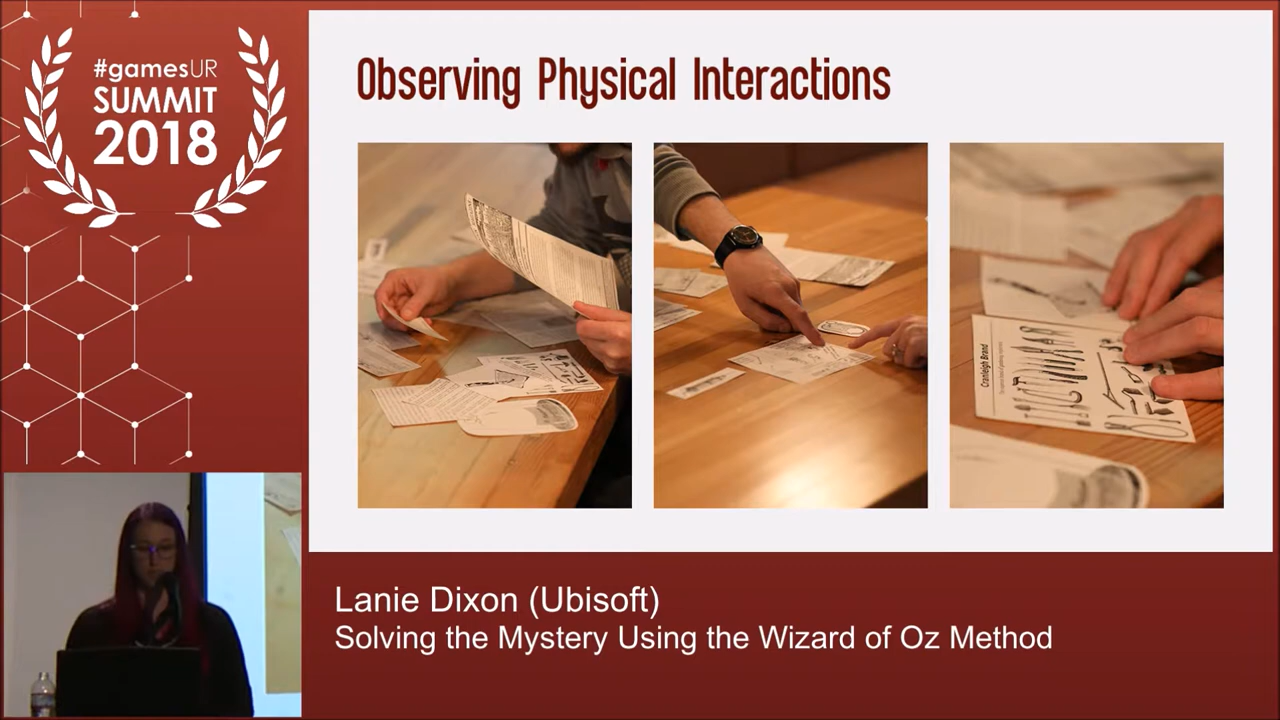 #gamesUR
SUMMIT
2018
Observing Physical Interactions
Cranleigh Brand
Lanie Dixon (Ubisoft)
Solving the Mystery Using the Wizard of Oz Method